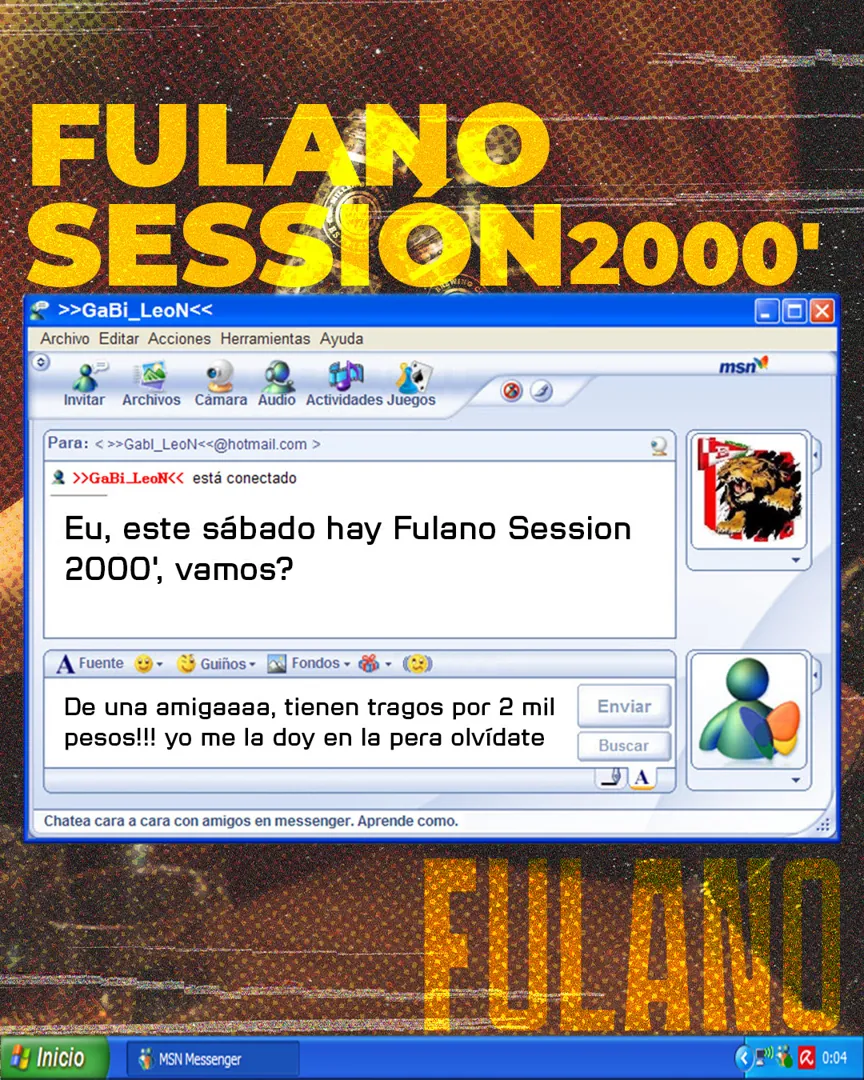 FULANO
SESSIÓN 2000'
>>GaBi_LeoN<<
Archivo Editar Acciones Herramientas Ayuda
msn
Invitar Archivos Cámara Audio Actividades Juegos
Para: < >>GabI_LeoN<<@hotmail.com >
>>GaBi_LeoN<< está conectado
Eu, este sábado hay Fulano Session
2000', vamos?
A Fuente Guiños Fondos
De una amigaaaa, tienen tragos por 2 mil
pesos!!! yo me la doy en la pera olvídate
Enviar
Buscar
A
Chatea cara a cara con amigos en messenger. Aprende como.
FULANO
Inicio MSN Messenger 0:04